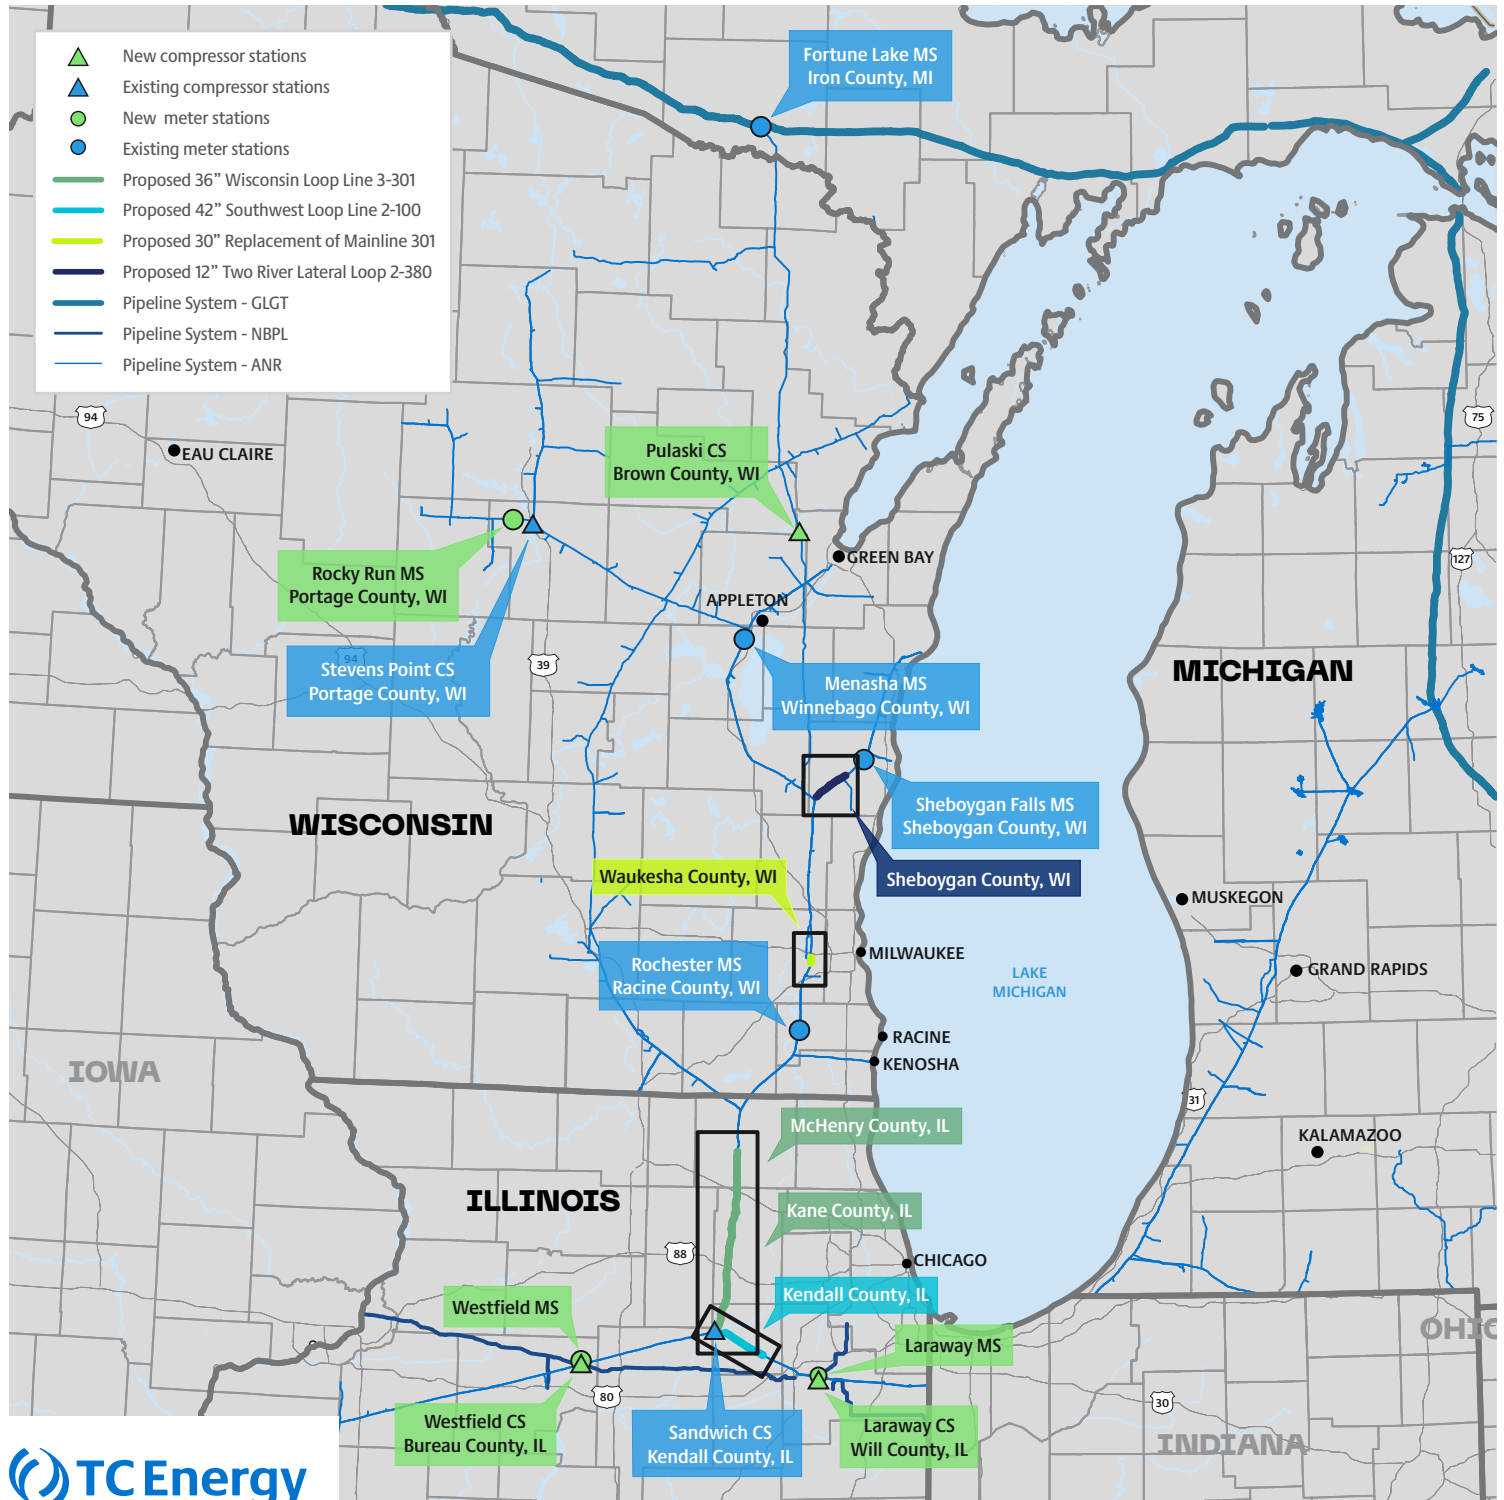 New compressor stations
Existing compressor stations
New meter stations
Existing meter stations
Proposed 36” Wisconsin Loop Line 3-301
Proposed 42” Southwest Loop Line 2-100
Proposed 30” Replacement of Mainline 301
Proposed 12” Two River Lateral Loop 2-380
Pipeline System - GLGT
Pipeline System - NBPL
Pipeline System - ANR
Fortune Lake MS
Iron County, MI
94
EAU CLAIRE
75
Pulaski CS
Brown County, WI
GREEN BAY
127
Rocky Run MS
Portage County, WI
APPLETON
94
Stevens Point CS
Portage County, WI
39
Menasha MS
Winnebago County, WI
MICHIGAN
Sheboygan Falls MS
Sheboygan County, WI
WISCONSIN
Waukesha County, WI
Sheboygan County, WI
MUSKEGON
MILWAUKEE
Rochester MS
Racine County, WI
LAKE
MICHIGAN
GRAND RAPIDS
RACINE
KENOSHA
IOWA
31
McHenry County, IL
KALAMAZOO
ILLINOIS
Kane County, IL
88
CHICAGO
Kendall County, IL
Westfield MS
Laraway MS
OHIO
80
30
Westfield CS
Bureau County, IL
Sandwich CS
Kendall County, IL
Laraway CS
Will County, IL
INDIANA
TC Energy